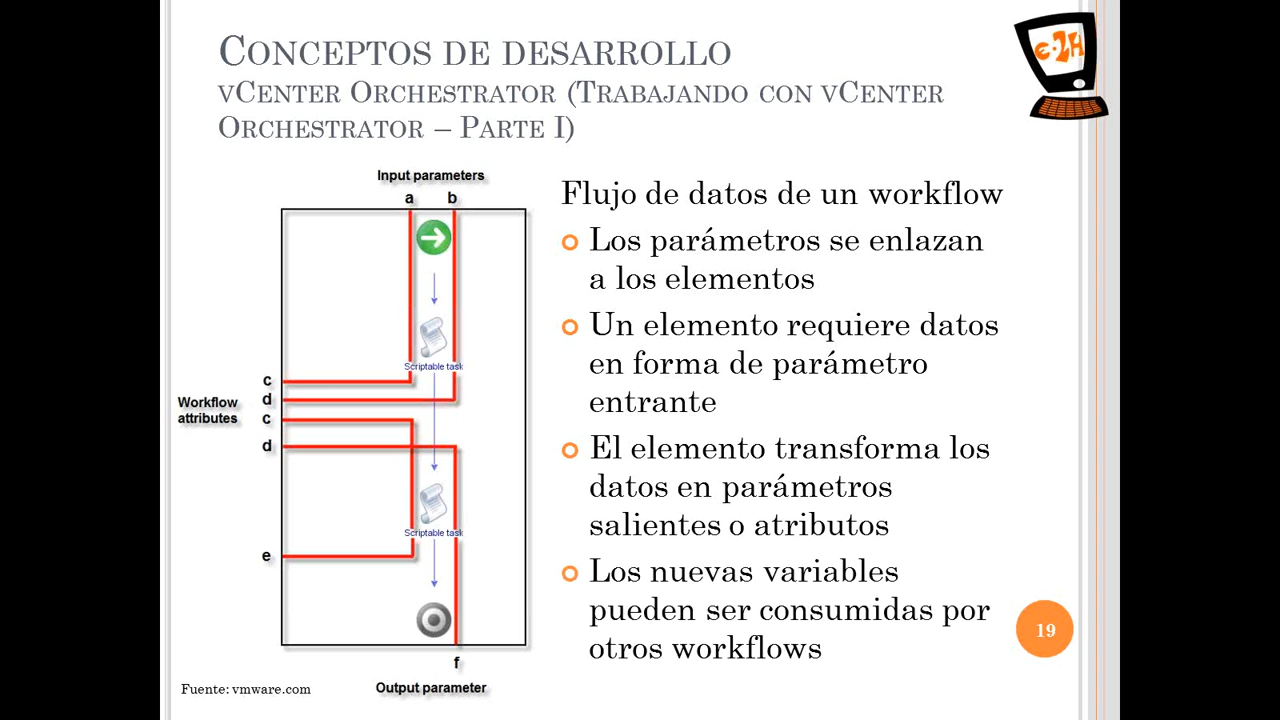 CONCEPTOS DE DESARROLLO
VCENTER ORCHESTRATOR (TRABAJANDO CON VCENTER
ORCHESTRATOR – PARTE I)
e-2H
Input parameters
a b
Scriptable task
c
d
Workflow
attributes
c
d
Scriptable task
e
f
Output parameter
Fuente: vmware.com
Flujo de datos de un workflow
Los parámetros se enlazan
a los elementos
Un elemento requiere datos
en forma de parámetro
entrante
El elemento transforma los
datos en parámetros
salientes o atributos
Los nuevas variables
pueden ser consumidas por
otros workflows
19